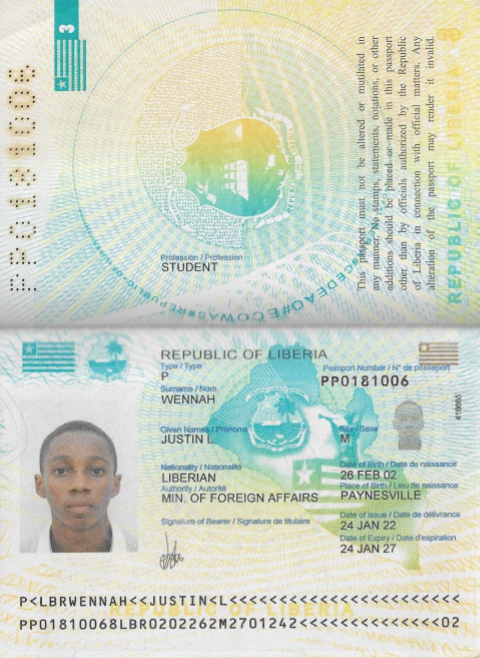 3
PP0181006
This passport must not be altered or mutilated in
any manner. No stamps, statements, notations, or other
additions should be placed or made in this passport
other than by officials authorized by the Republic
of Liberia in connection with official matters. Any
alteration of the passport may render it invalid.
REPUBLIC OF LIBERIA 3
Profession / Profession
STUDENT
REPUBLIC OF LIBERIA
Type / Type
P
Passport Number / N° de passeport
PP0181006
Surname / Nom
WENNAH
418665
Given Names / Prénoms
JUSTIN L
Sex / Sexe
M
Nationality / Nationalité
LIBERIAN
Date of Birth / Date de naissance
26 FEB 02
Authority / Autorité
MIN. OF FOREIGN AFFAIRS
Place of Birth / Lieu de naissance
PAYNESVILLE
Signature of Bearer / Signature de titulaire
Date of Issue / Date de délivrance
24 JAN 22
Date of Expiry / Date d'expiration
24 JAN 27
P<LBRWENNAH<<JUSTIN<L<<<<<<<<<<<<<<<<<<<<<<<
REPUBLIC OF LIBERIA
PP01810068LBR0202262M2701242<<<<<<<<<<<<<<02